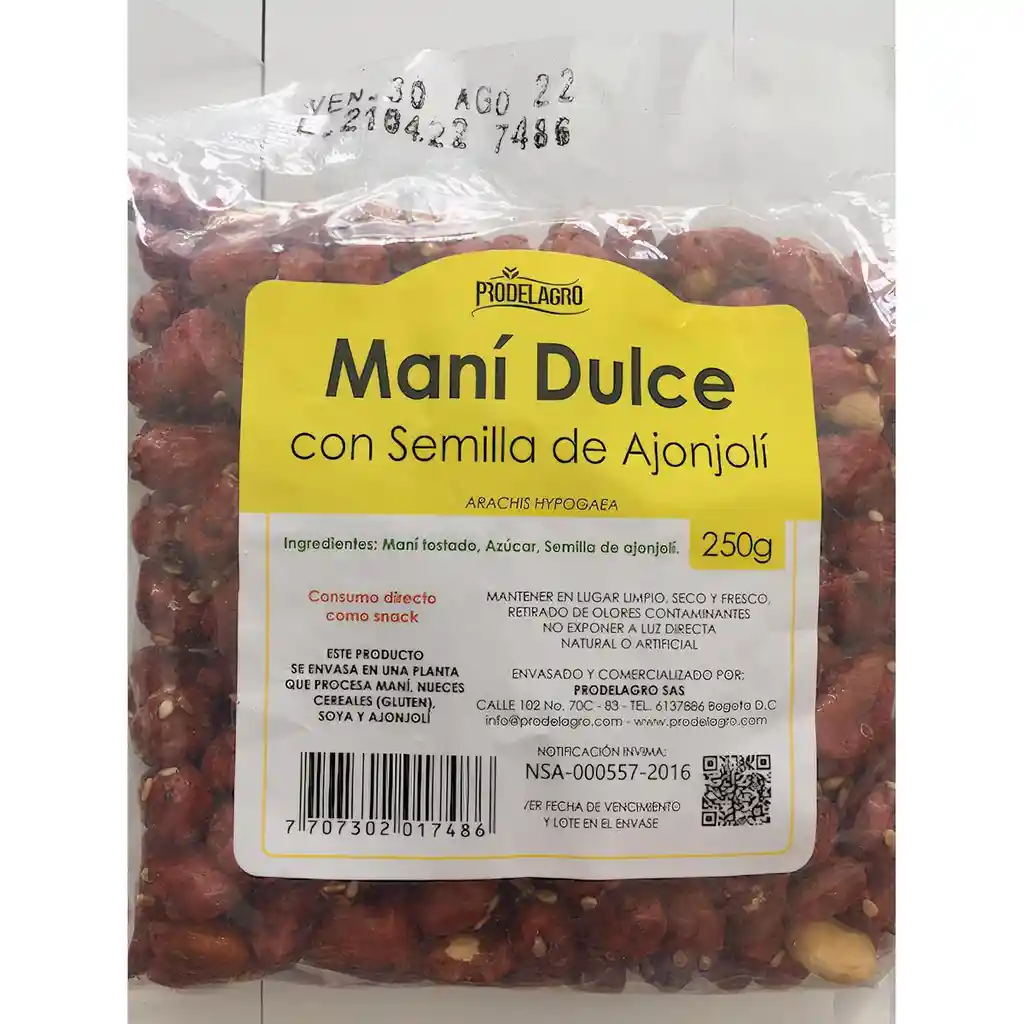 VEN. 30 AGO 22
L. 210422 7486
PRODELAGRO
Maní Dulce
con Semilla de Ajonjolí
ARACHIS HYPOGAEA
Ingredientes: Maní tostado, Azúcar, Semilla de ajonjolí.
250g
Consumo directo
como snack
ESTE PRODUCTO
SE ENVASA EN UNA PLANTA
QUE PROCESA MANÍ, NUECES
CEREALES (GLUTEN),
SOYA Y AJONJOLÍ
MANTENER EN LUGAR LIMPIO, SECO Y FRESCO,
RETIRADO DE OLORES CONTAMINANTES
NO EXPONER A LUZ DIRECTA
NATURAL O ARTIFICIAL
ENVASADO Y COMERCIALIZADO POR:
PRODELAGRO SAS
CALLE 102 No. 70C - 83 - TEL. 6137886 Bogota D.C
info@prodelagro.com - www.prodelagro.com
NOTIFICACIÓN INVIMA:
NSA-000557-2016
VER FECHA DE VENCIMIENTO
Y LOTE EN EL ENVASE
7 707302 017486